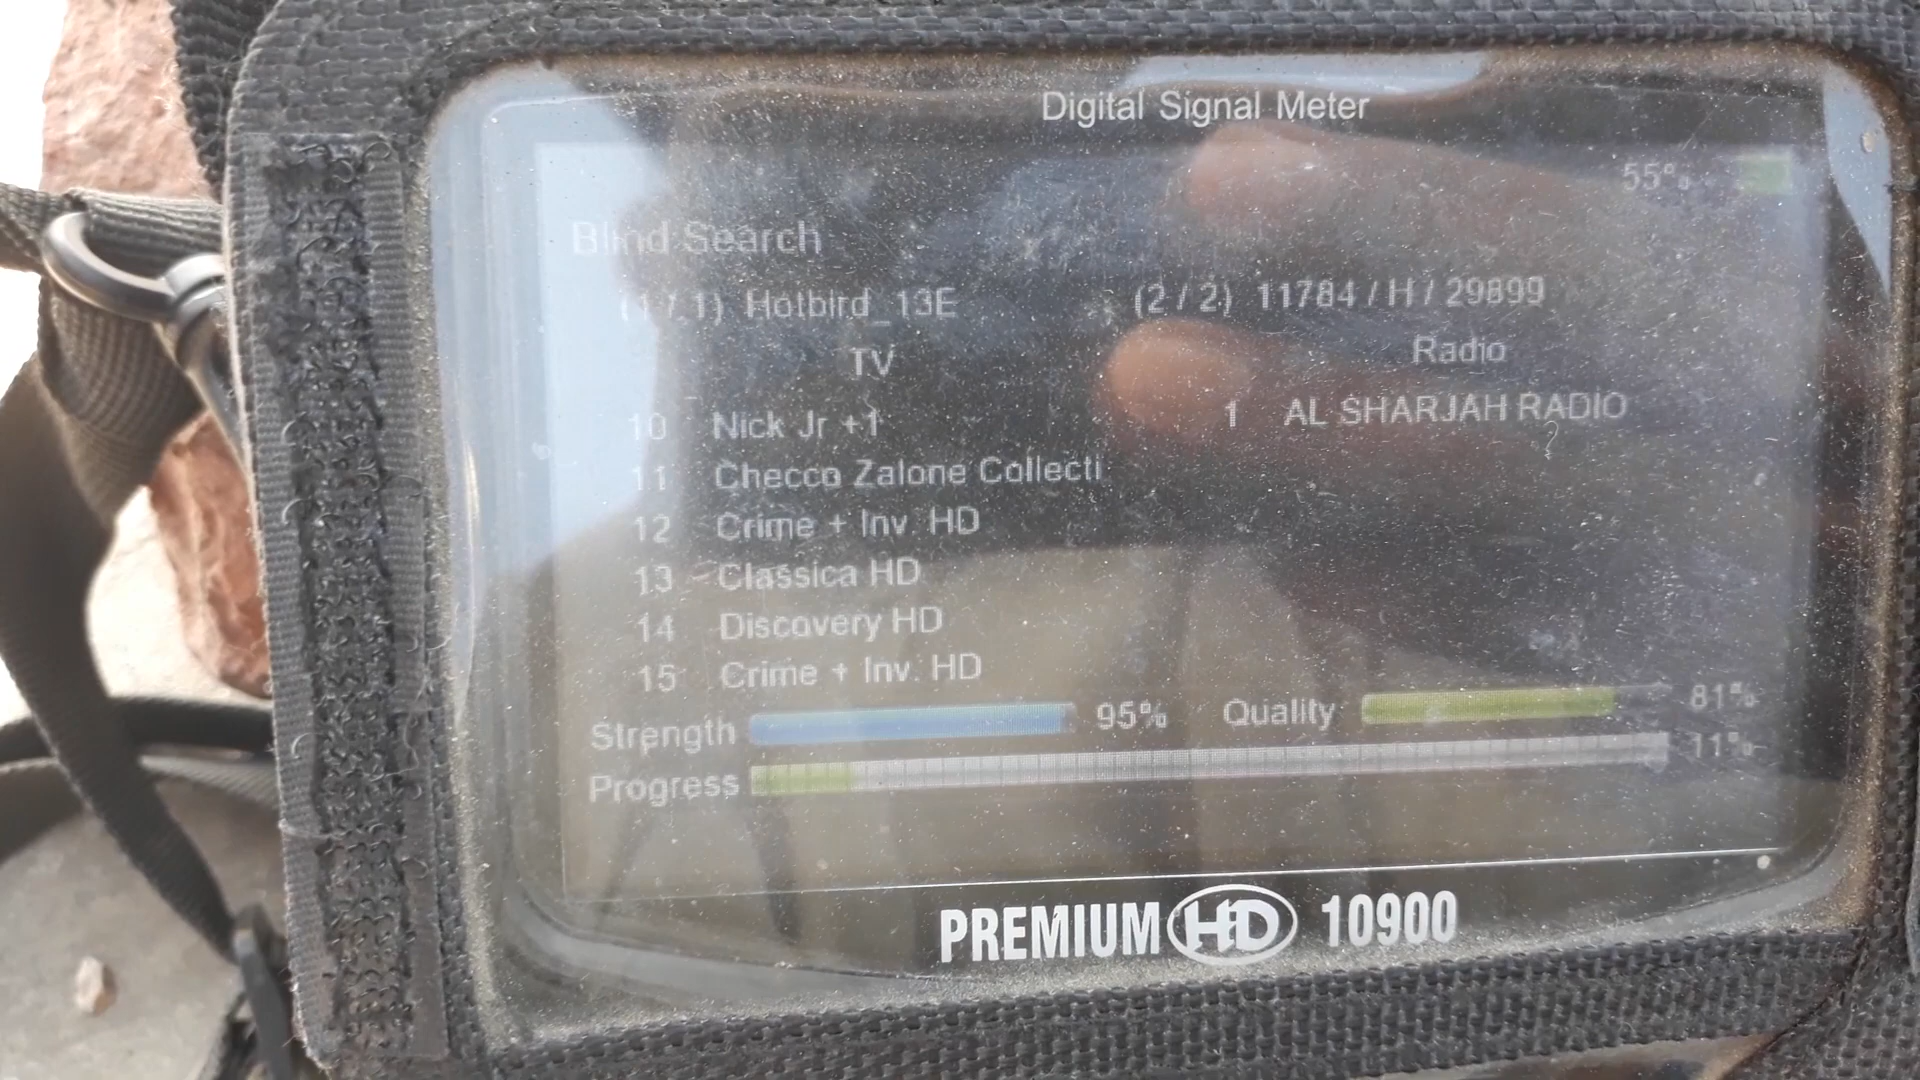 Digital Signal Meter
55%
Blind Search
(1 / 1) Hotbird_13E (2 / 2) 11784 / H / 29899
TV Radio
10 Nick Jr +1 1 AL SHARJAH RADIO
11 Checco Zalone Collecti
12 Crime + Inv. HD
13 Classica HD
14 Discovery HD
15 Crime + Inv. HD
Strength 95% Quality 81%
Progress 11%
PREMIUM HD 10900